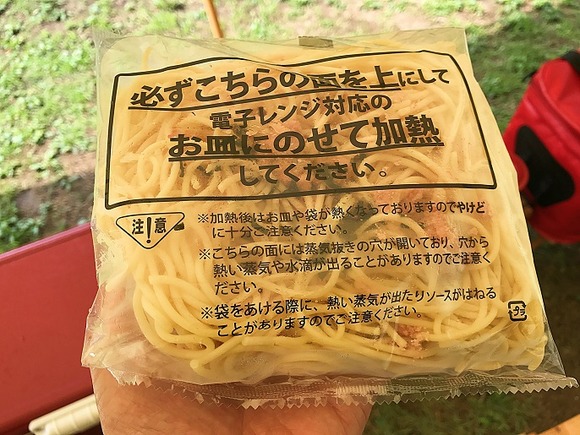 必ずこちらの面を上にして
電子レンジ対応の
お皿にのせて加熱
してください。
注!意
※加熱後はお皿や袋が熱くなっておりますのでやけど
に十分ご注意ください。
※こちらの面には蒸気抜きの穴が開いており、穴から
熱い蒸気や水滴が出ることがありますのでご注意く
ださい。
※袋をあける際に、熱い蒸気が出たりソースがはねる
ことがありますのでご注意ください。
プラ